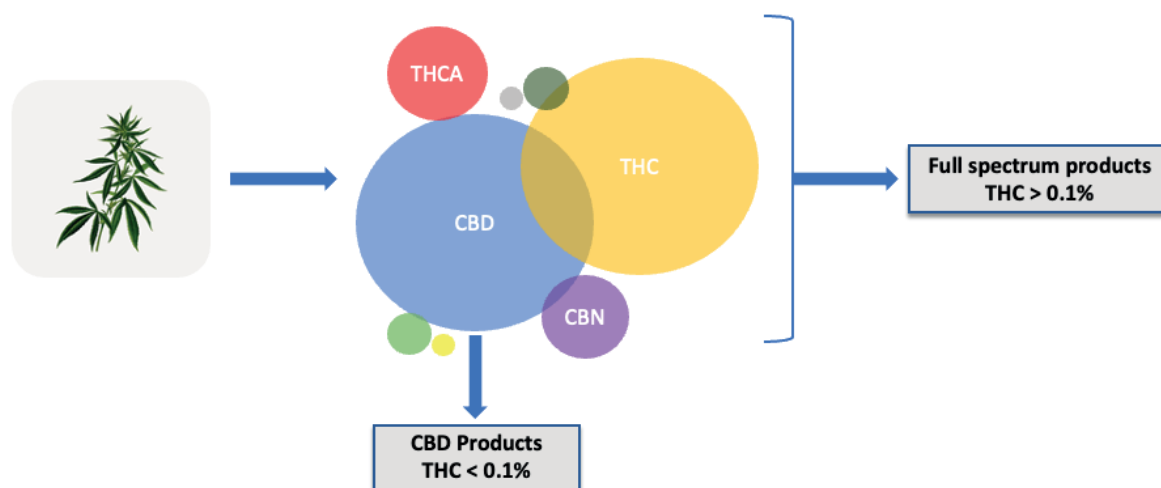 THCA
THC
CBD
CBN
Full spectrum products
THC > 0.1%
CBD Products
THC < 0.1%